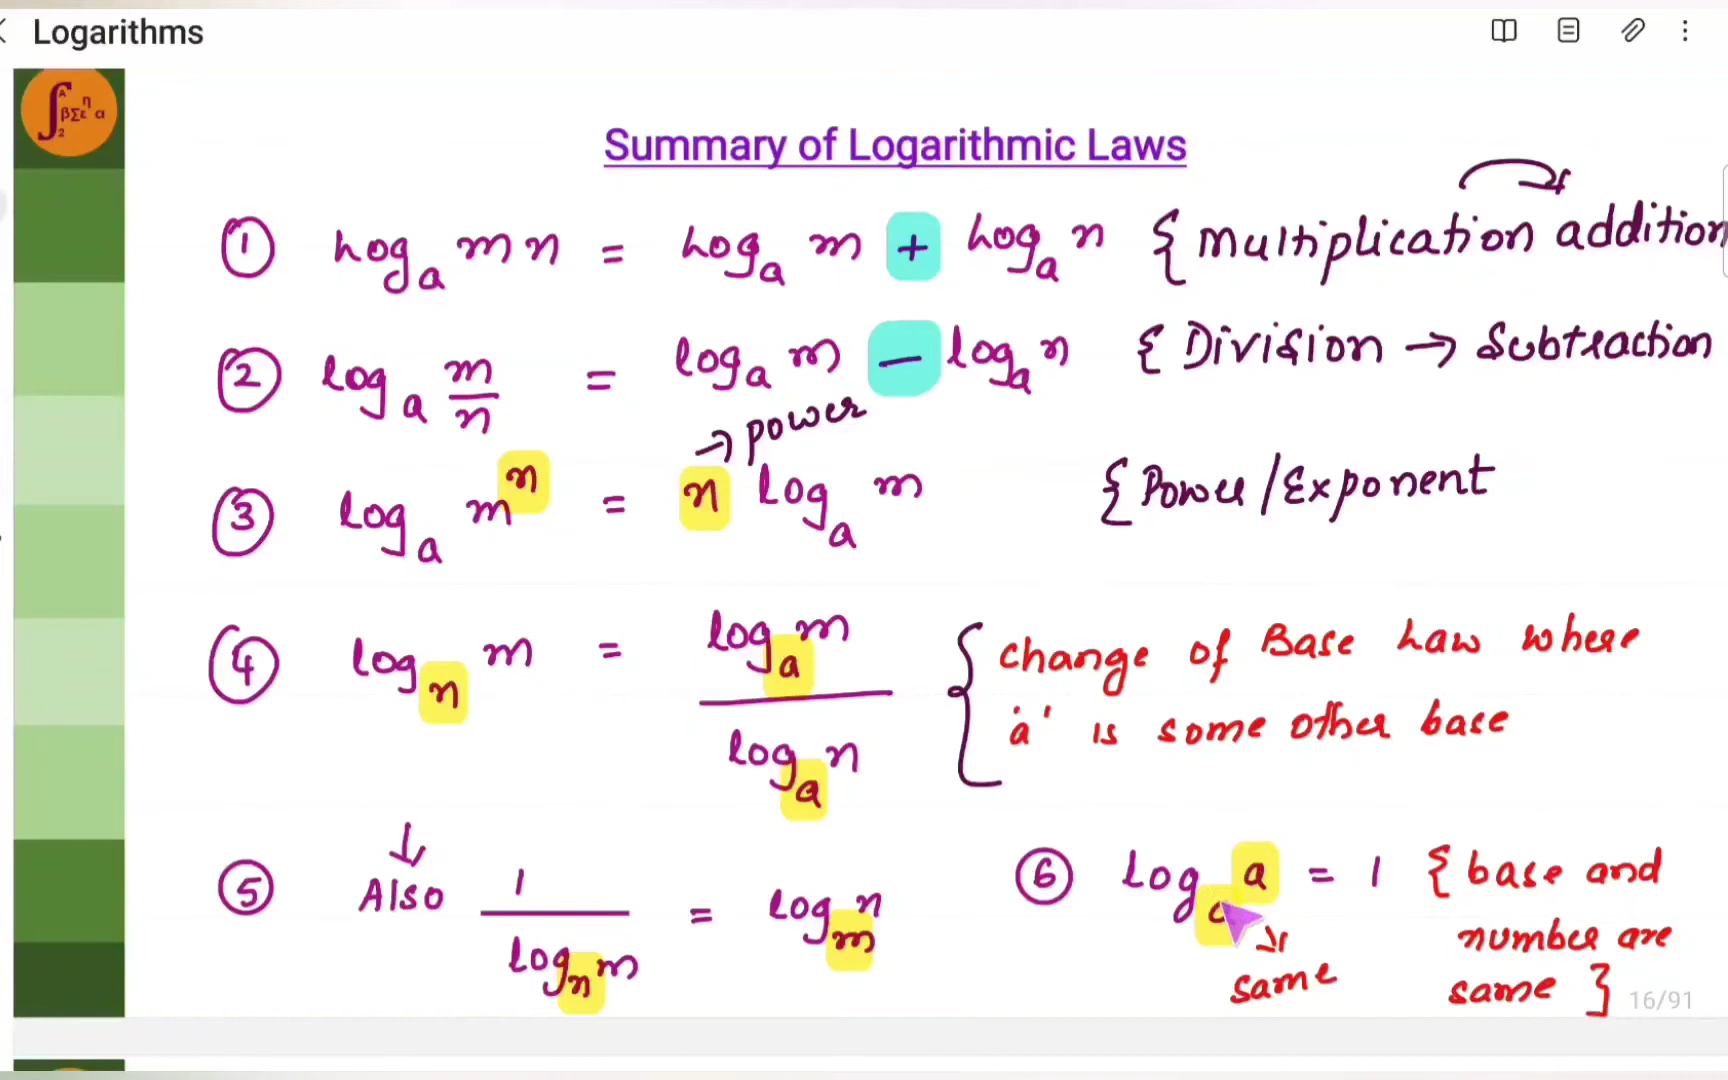 Logarithms
Summary of Logarithmic Laws
① log_a mn = log_a m + log_a n { Multiplication addition
② log_a m/n = log_a m − log_a n { Division → Subtraction
→ power
③ log_a m^n = n log_a m { Power/Exponent
④ log_n m = log_a m / log_a n { change of Base Law where
'a' is some other base
⑤ Also 1 / log_n m = log_m n
⑥ log_a a = 1 { base and
number are
same }
same
16/91